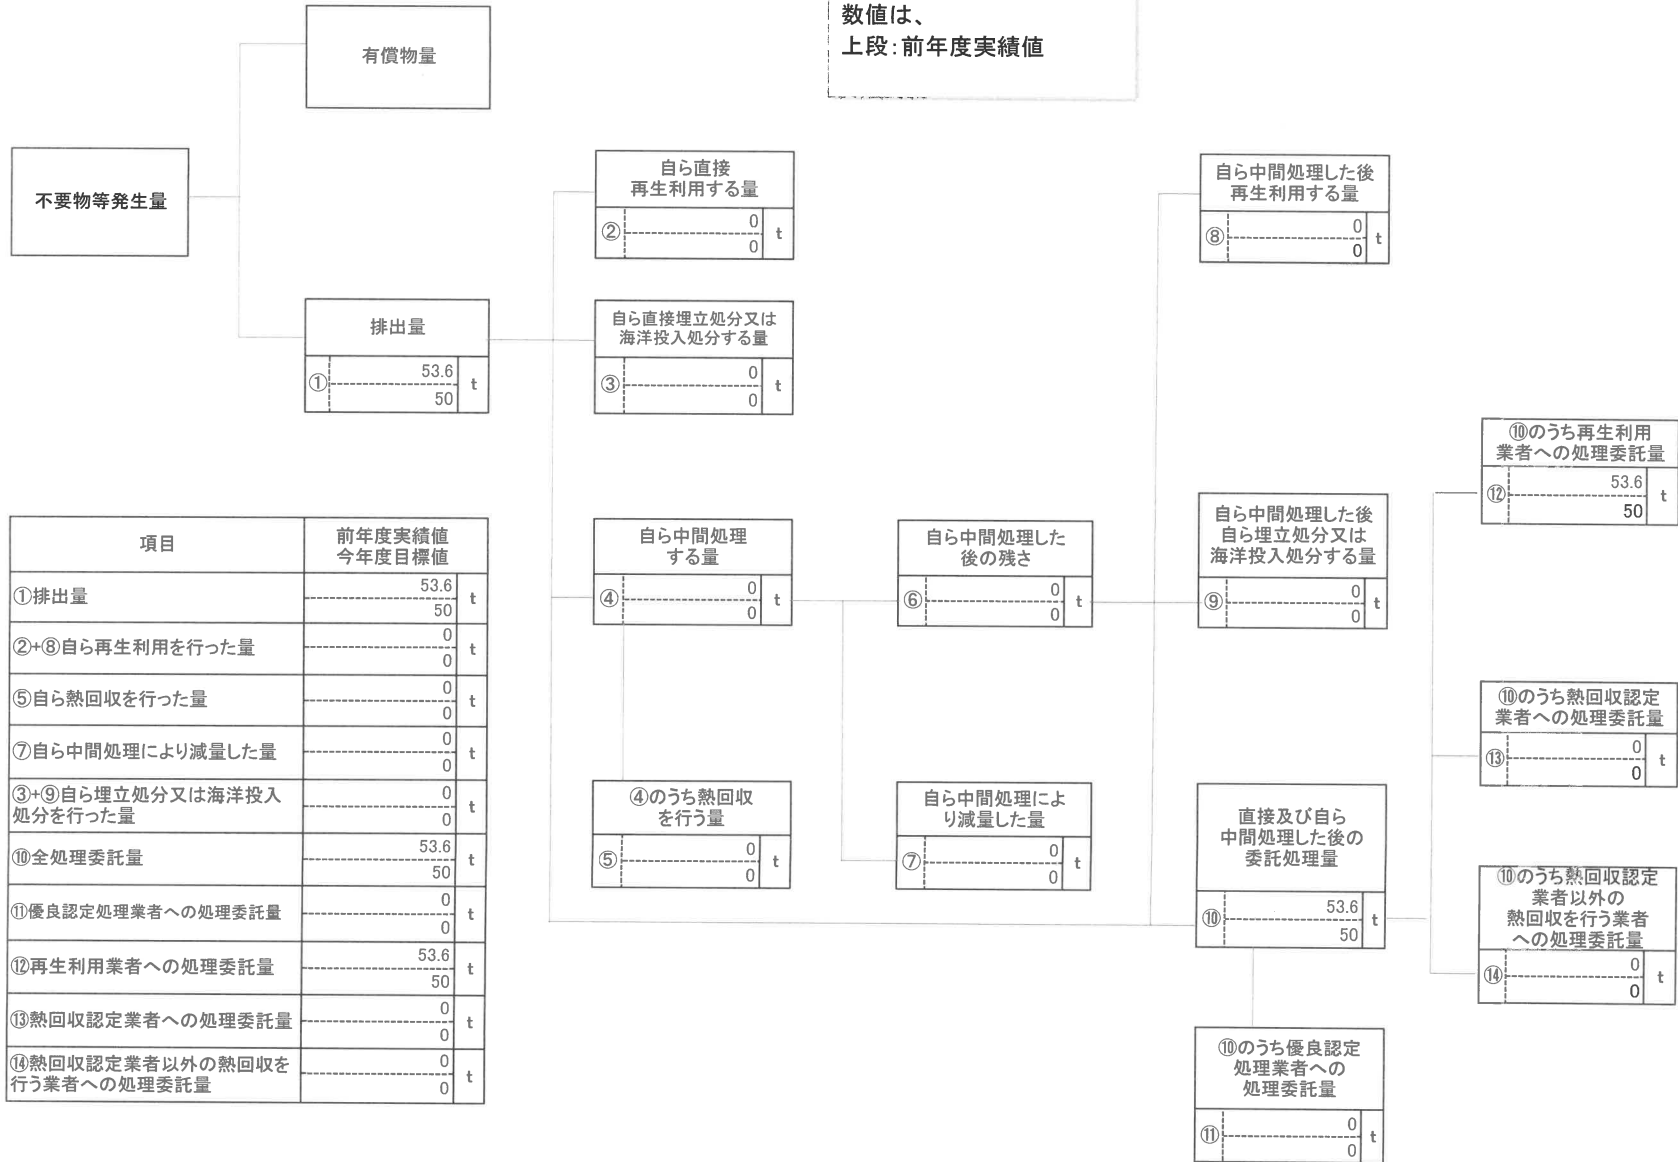 数値は、
上段:前年度実績値
有償物量
不要物等発生量
排出量
①
53.6
50
t
自ら直接
再生利用する量
②
0
0
t
自ら直接埋立処分又は
海洋投入処分する量
③
0
0
t
自ら中間処理した後
再生利用する量
⑧
0
0
t
自ら中間処理
する量
④
0
0
t
自ら中間処理した
後の残さ
⑥
0
0
t
自ら中間処理した後
自ら埋立処分又は
海洋投入処分する量
⑨
0
0
t
④のうち熱回収
を行う量
⑤
0
0
t
自ら中間処理によ
り減量した量
⑦
0
0
t
直接及び自ら
中間処理した後の
委託処理量
⑩
53.6
50
t
⑩のうち優良認定
処理業者への
処理委託量
⑪
0
0
t
⑩のうち再生利用
業者への処理委託量
⑫
53.6
50
t
⑩のうち熱回収認定
業者への処理委託量
⑬
0
0
t
⑩のうち熱回収認定
業者以外の
熱回収を行う業者
への処理委託量
⑭
0
0
t
項目
前年度実績値
今年度目標値
①排出量
53.6
50
t
②+⑧自ら再生利用を行った量
0
0
t
⑤自ら熱回収を行った量
0
0
t
⑦自ら中間処理により減量した量
0
0
t
③+⑨自ら埋立処分又は海洋投入
処分を行った量
0
0
t
⑩全処理委託量
53.6
50
t
⑪優良認定処理業者への処理委託量
0
0
t
⑫再生利用業者への処理委託量
53.6
50
t
⑬熱回収認定業者への処理委託量
0
0
t
⑭熱回収認定業者以外の熱回収を
行う業者への処理委託量
0
0
t